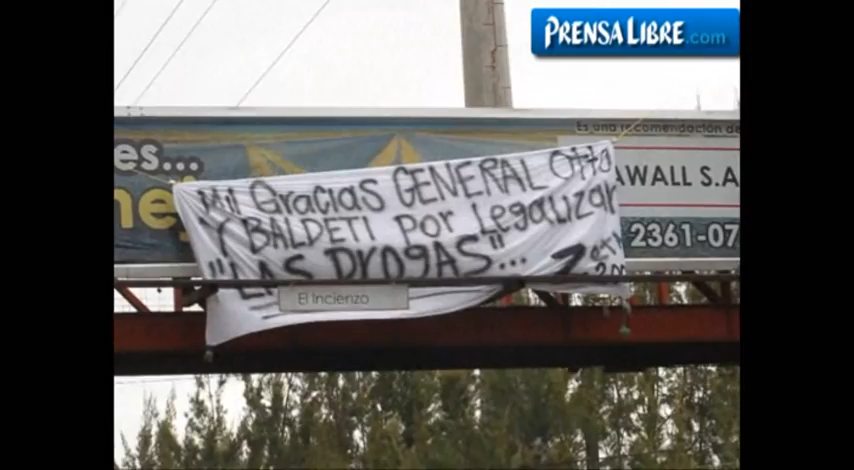 PRENSA LIBRE.com
Es una recomendación de
es...
AWALL S.A
2361-07
Mil Gracias GENERAL Otto
Y BALDETI POR Legalizar
"LAS DROGAS"...
El Incienzo